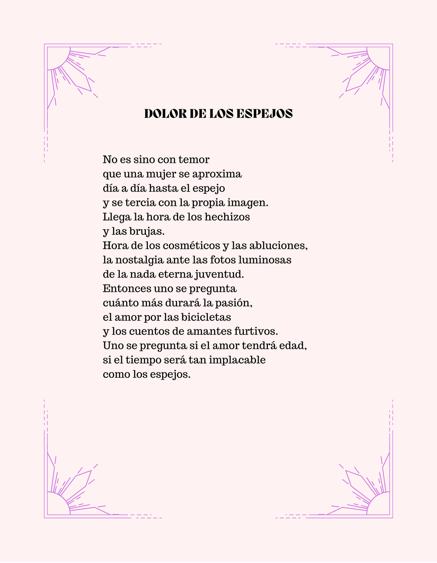 DOLOR DE LOS ESPEJOS
No es sino con temor
que una mujer se aproxima
día a día hasta el espejo
y se tercia con la propia imagen.
Llega la hora de los hechizos
y las brujas.
Hora de los cosméticos y las abluciones,
la nostalgia ante las fotos luminosas
de la nada eterna juventud.
Entonces uno se pregunta
cuánto más durará la pasión,
el amor por las bicicletas
y los cuentos de amantes furtivos.
Uno se pregunta si el amor tendrá edad,
si el tiempo será tan implacable
como los espejos.